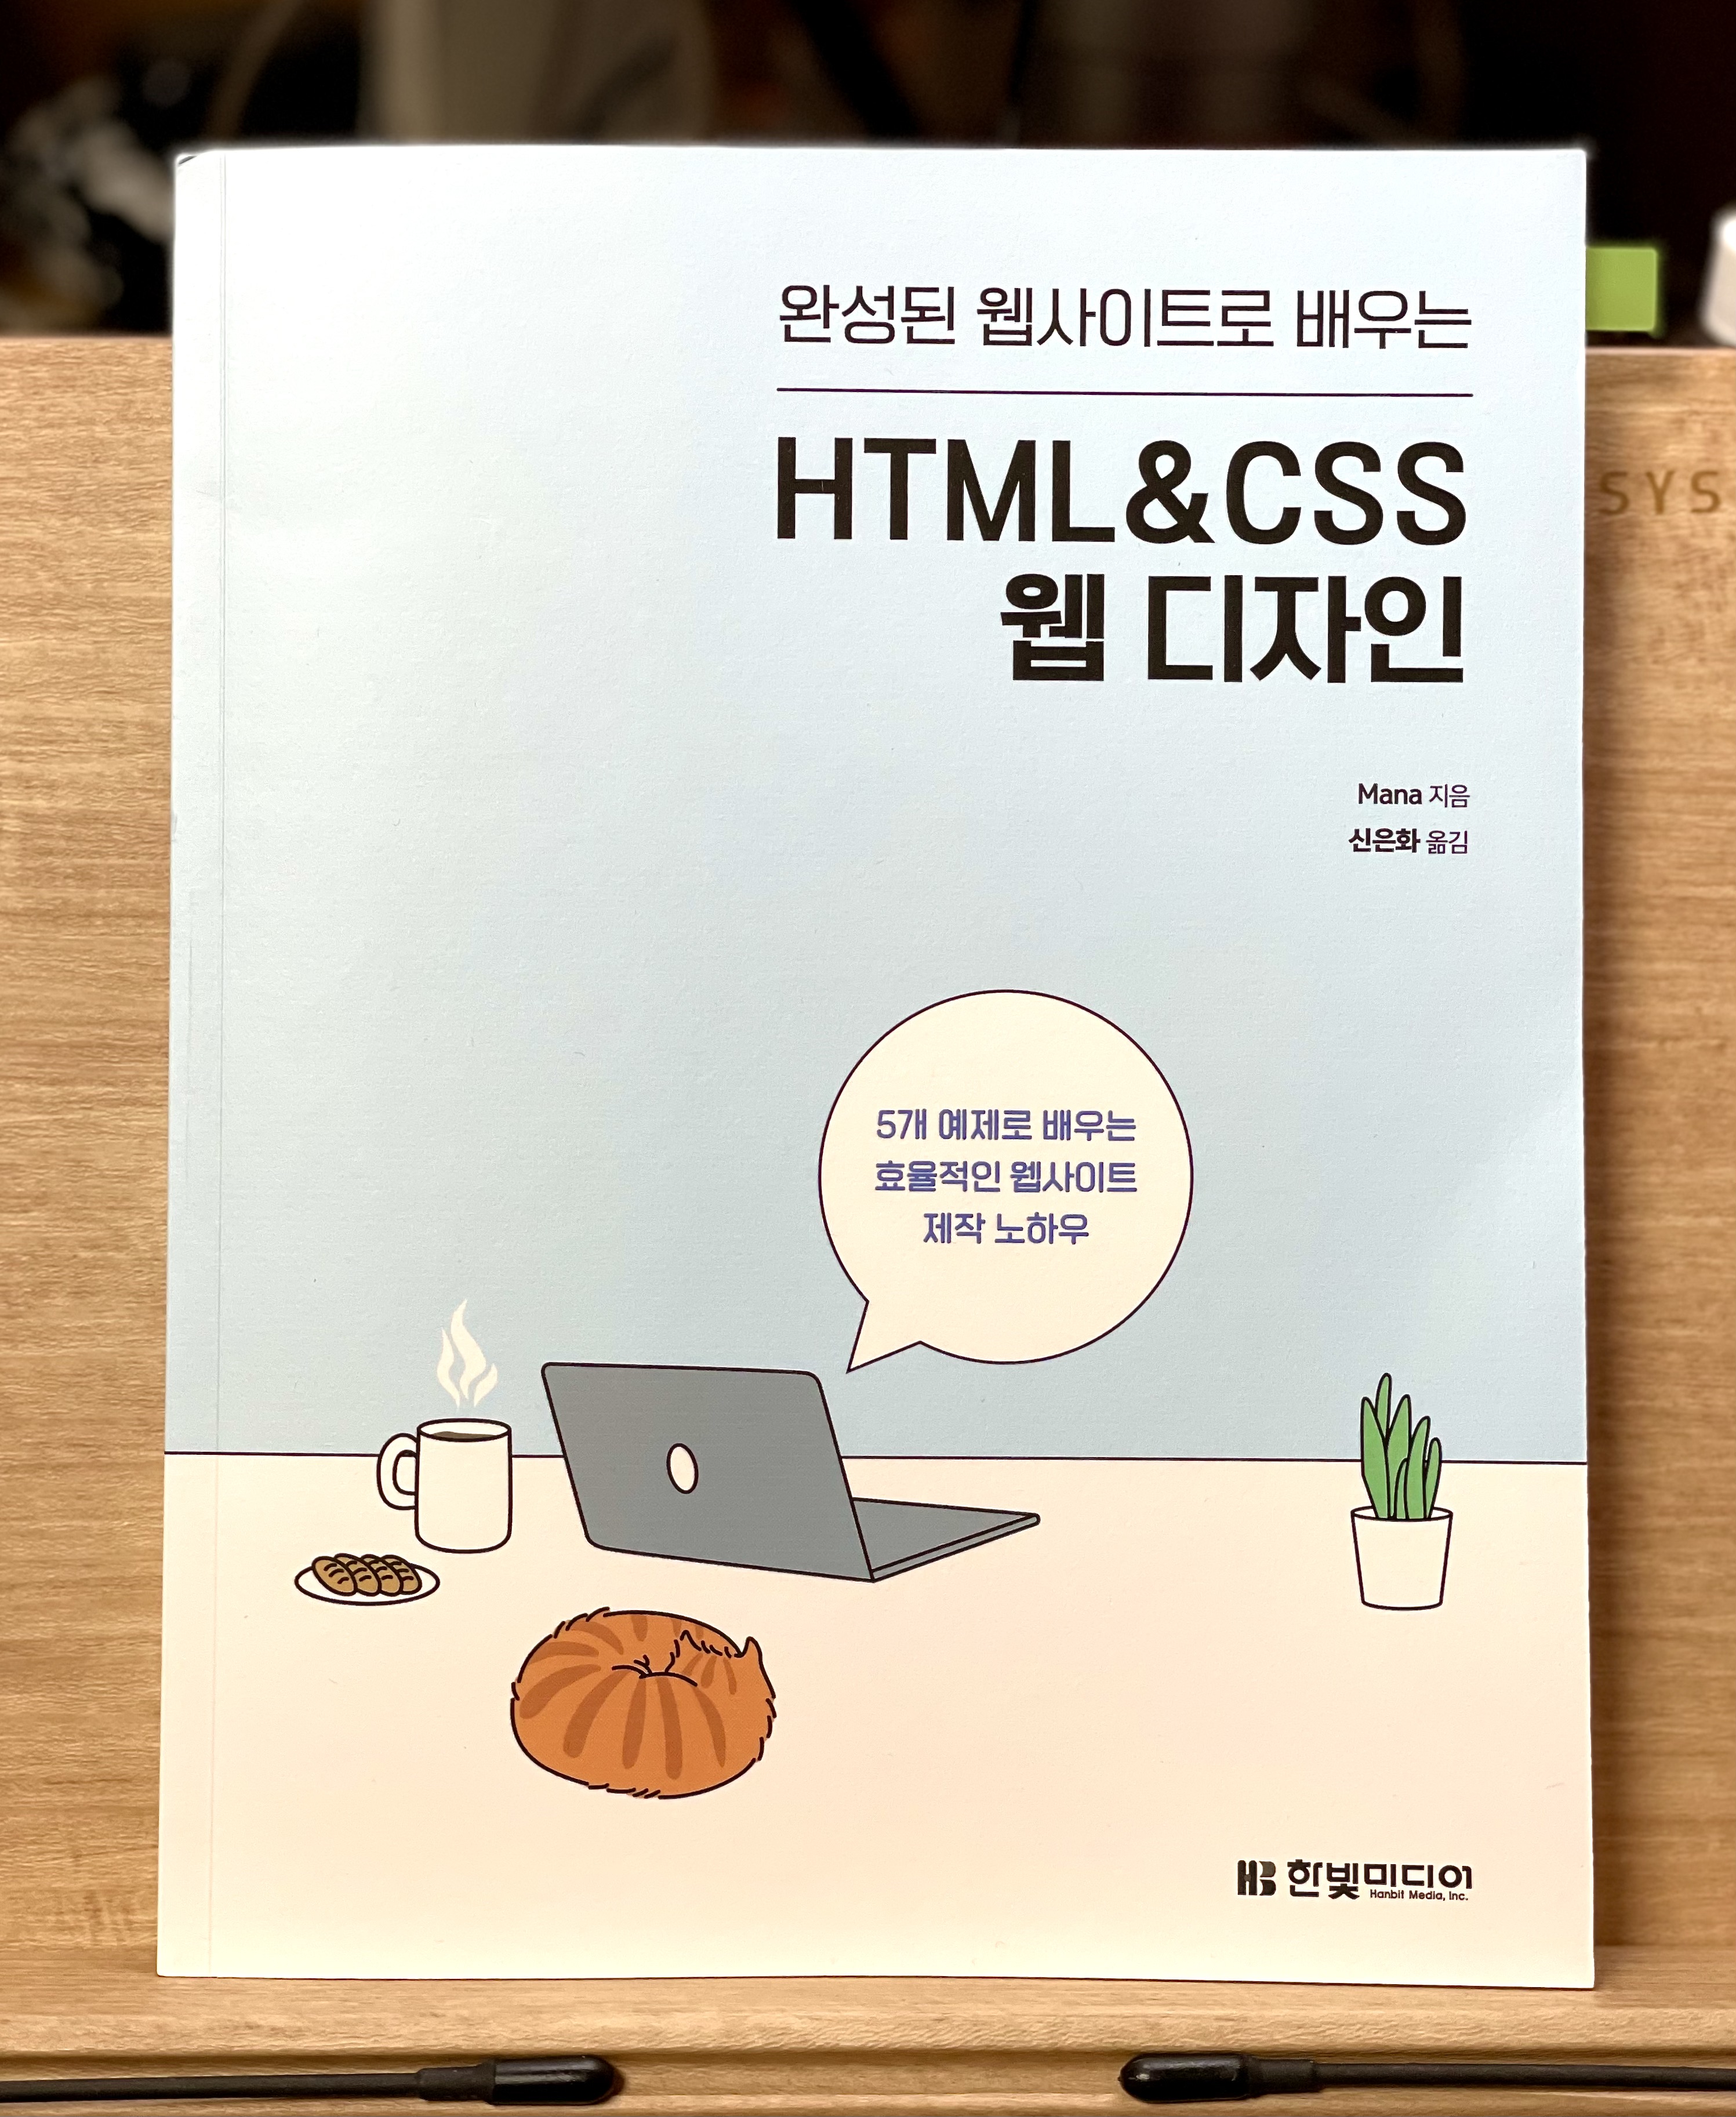 완성된 웹사이트로 배우는
HTML&CSS
웹 디자인
Mana 지음
신은화 옮김
5개 예제로 배우는
효율적인 웹사이트
제작 노하우
HB 한빛미디어
Hanbit Media, Inc.
SYS